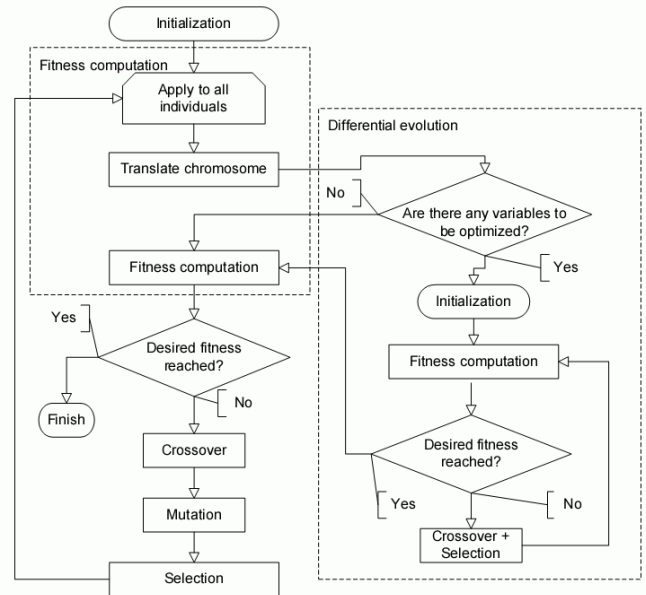 Initialization
Fitness computation
Apply to all
individuals
Differential evolution
Translate chromosome
No
Are there any variables to
be optimized?
Fitness computation
Yes
Initialization
Yes
Desired fitness
reached?
Fitness computation
No
Finish
Crossover
Desired fitness
reached?
Yes
No
Mutation
Crossover +
Selection
Selection